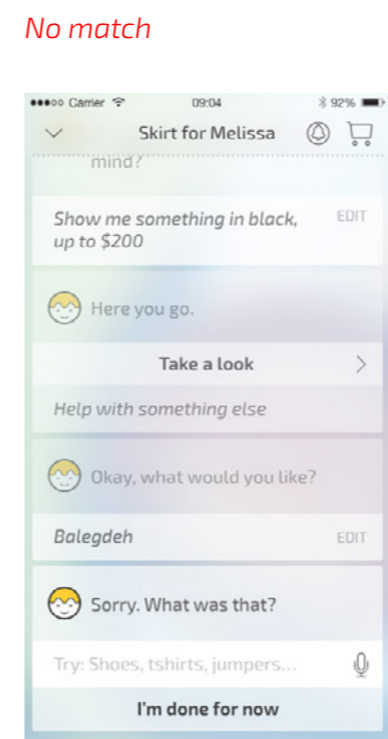 No match
Carrier 09:04 92%
Skirt for Melissa
mind?
Show me something in black, EDIT
up to $200
Here you go.
Take a look
Help with something else
Okay, what would you like?
Balegdeh EDIT
Sorry. What was that?
Try: Shoes, tshirts, jumpers...
I'm done for now